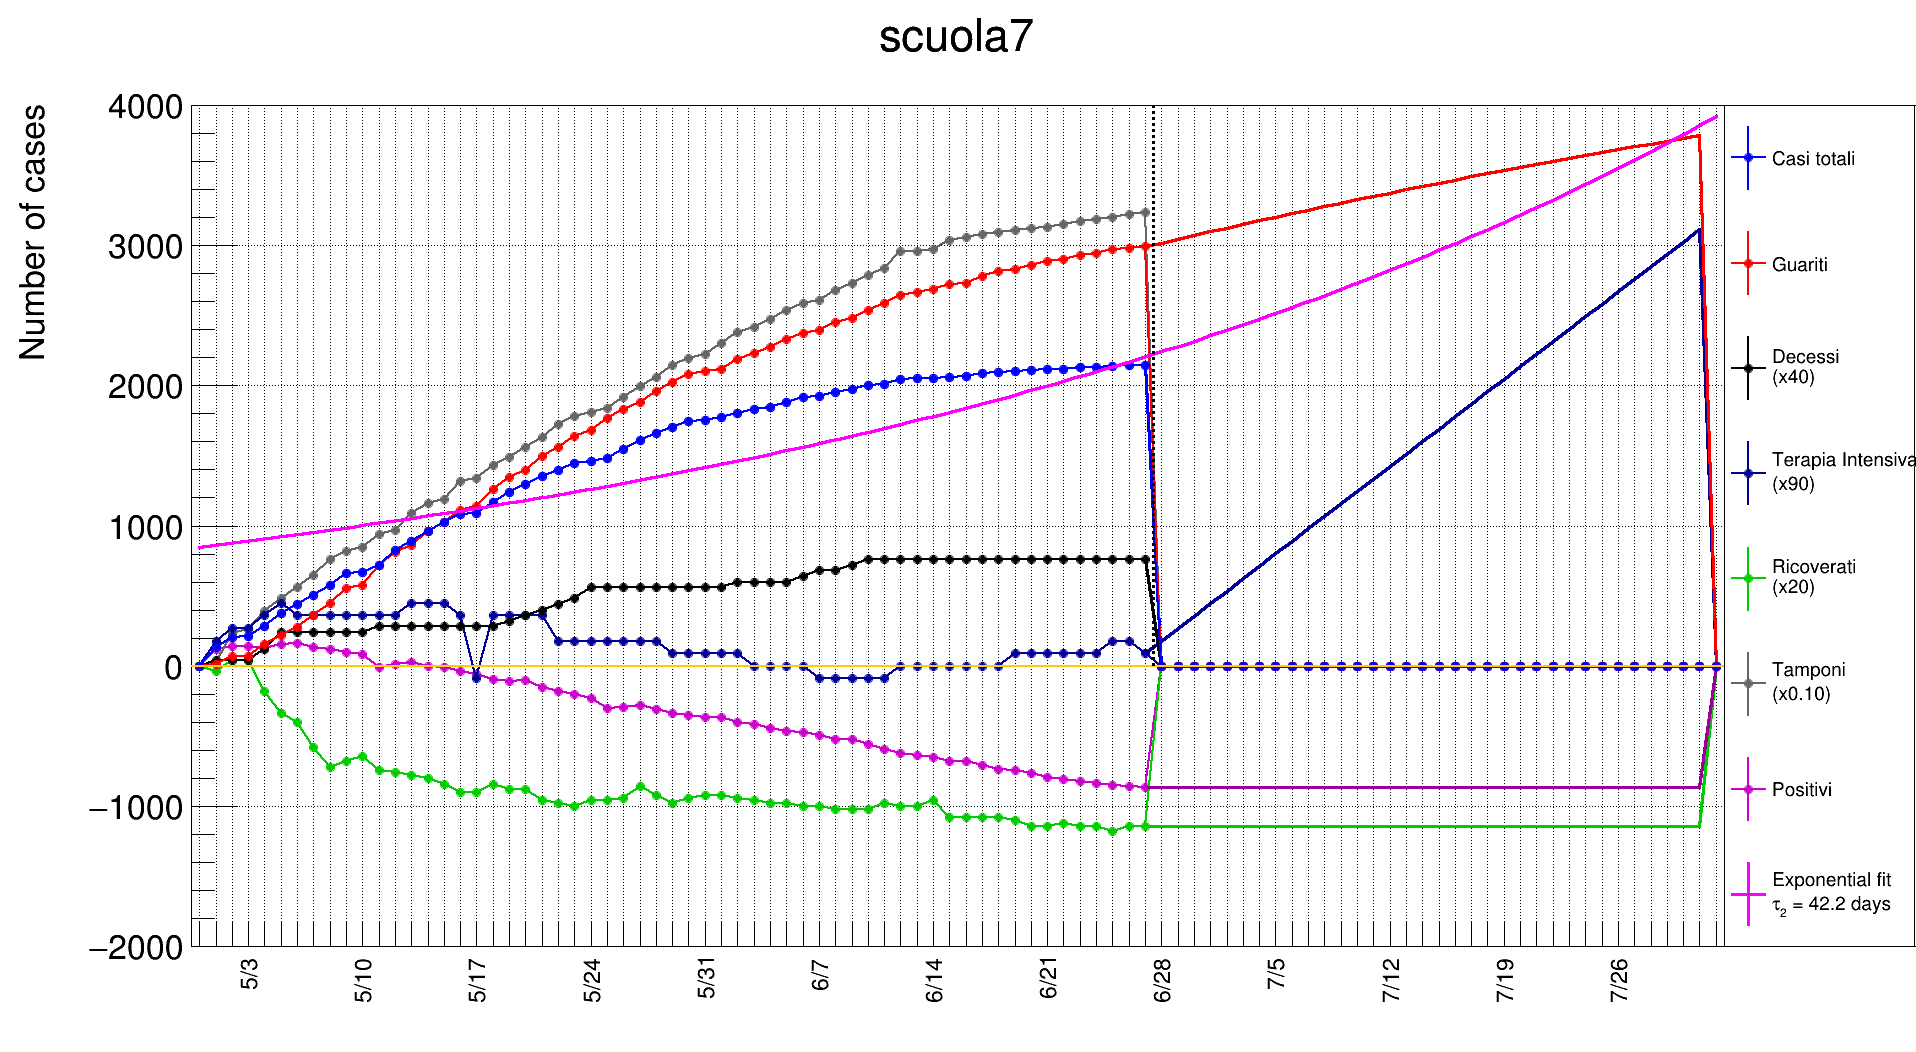 scuola7
Number of cases
4000
3000
2000
1000
0
−1000
−2000
5/3
5/10
5/17
5/24
5/31
6/7
6/14
6/21
6/28
7/5
7/12
7/19
7/26
Casi totali
Guariti
Decessi
(x40)
Terapia Intensiva
(x90)
Ricoverati
(x20)
Tamponi
(x0.10)
Positivi
Exponential fit
τ2 = 42.2 days